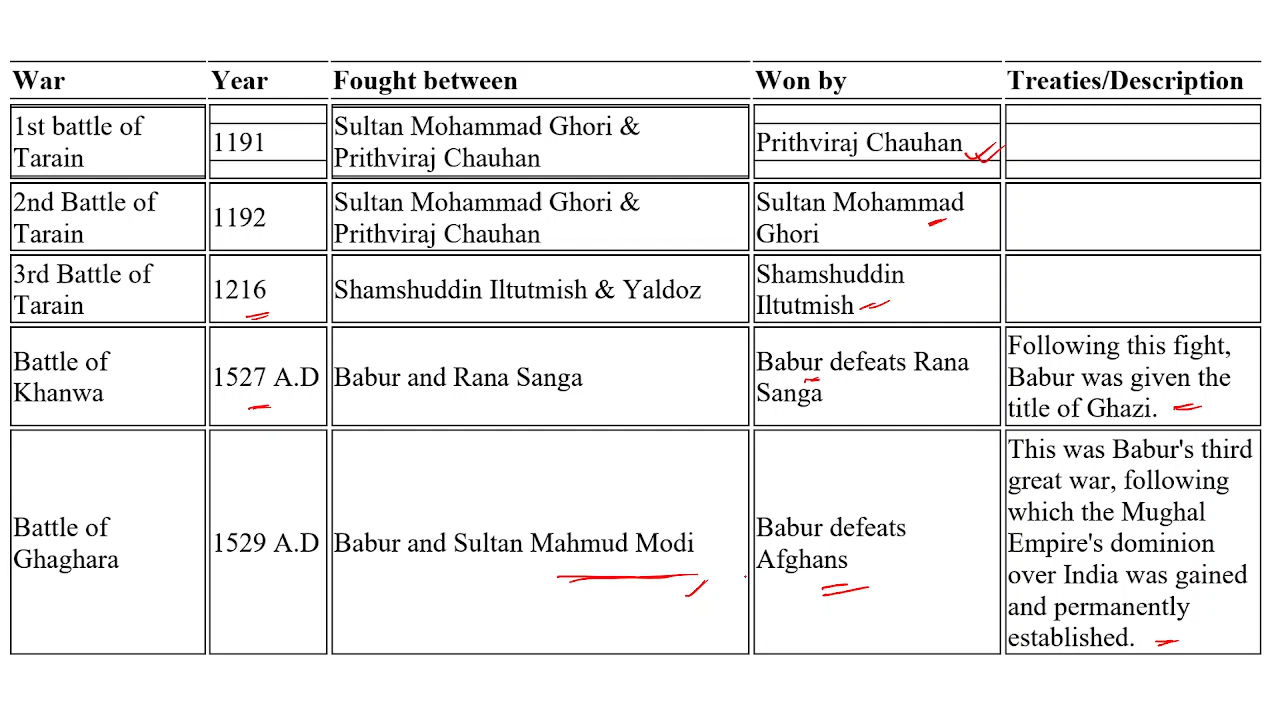 War Year Fought between Won by Treaties/Description
1st battle of
Tarain
1191
Sultan Mohammad Ghori &
Prithviraj Chauhan
Prithviraj Chauhan
2nd Battle of
Tarain
1192
Sultan Mohammad Ghori &
Prithviraj Chauhan
Sultan Mohammad
Ghori
3rd Battle of
Tarain
1216
Shamshuddin Iltutmish & Yaldoz
Shamshuddin
Iltutmish
Battle of
Khanwa
1527 A.D
Babur and Rana Sanga
Babur defeats Rana
Sanga
Following this fight,
Babur was given the
title of Ghazi.
Battle of
Ghaghara
1529 A.D
Babur and Sultan Mahmud Modi
Babur defeats
Afghans
This was Babur's third
great war, following
which the Mughal
Empire's dominion
over India was gained
and permanently
established.